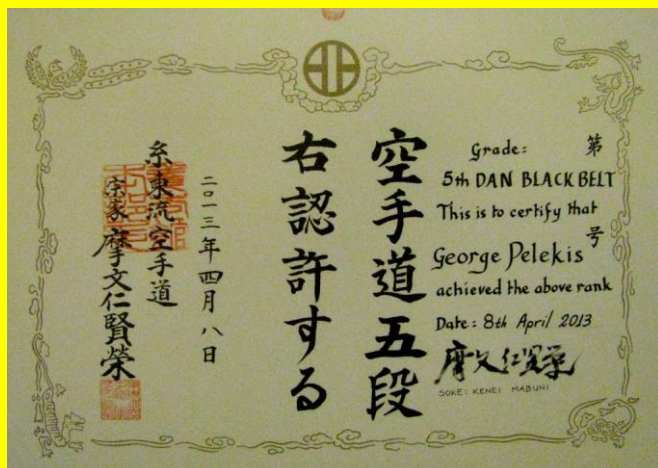 第
号
Grade:
5th DAN BLACK BELT
This is to certify that
George Pelekis
achieved the above rank
Date: 8th April 2013
SOKE: KENEI MABUNI
空手道五段
右認許する
二〇一三年四月八日
糸東流空手道
宗家 摩文仁賢榮